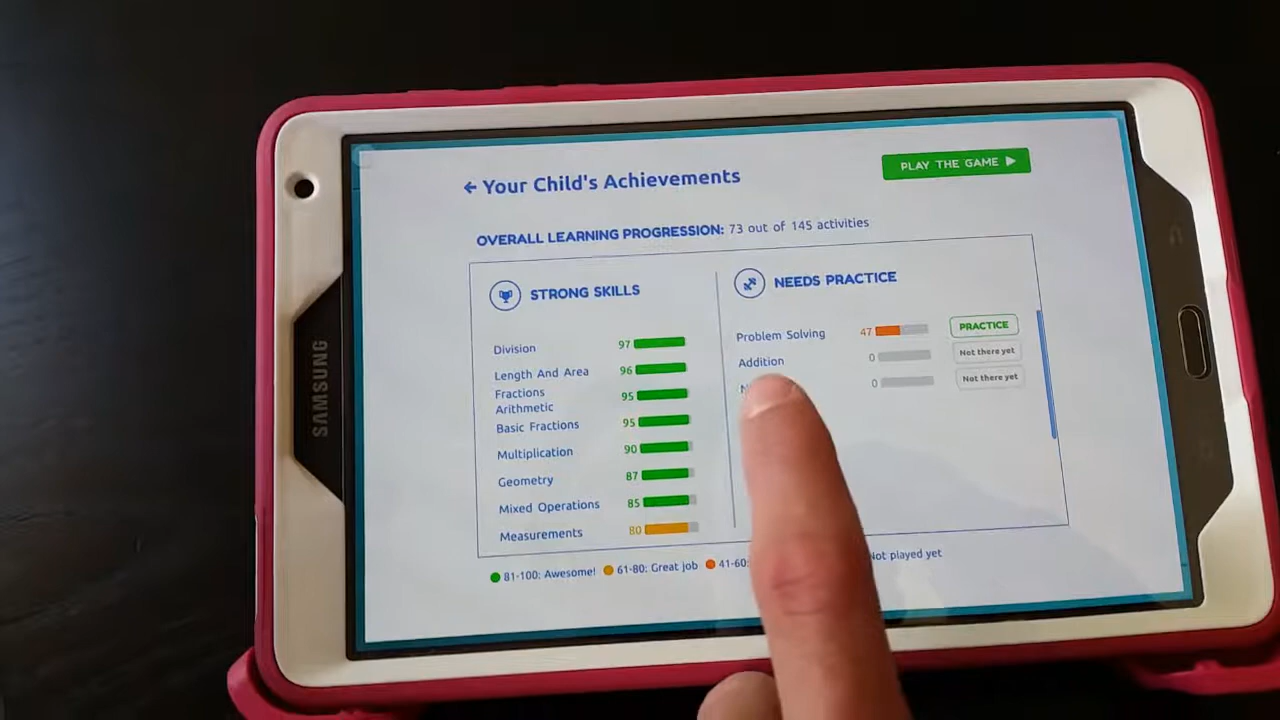 ← Your Child's Achievements
PLAY THE GAME ▶
OVERALL LEARNING PROGRESSION: 73 out of 145 activities
STRONG SKILLS
Division 97
Length And Area 96
Fractions
Arithmetic 95
Basic Fractions 95
Multiplication 90
Geometry 87
Mixed Operations 85
Measurements 80
NEEDS PRACTICE
Problem Solving 47 PRACTICE
Addition 0 Not there yet
0 Not there yet
81-100: Awesome! 61-80: Great job 41-60: Not played yet
SAMSUNG